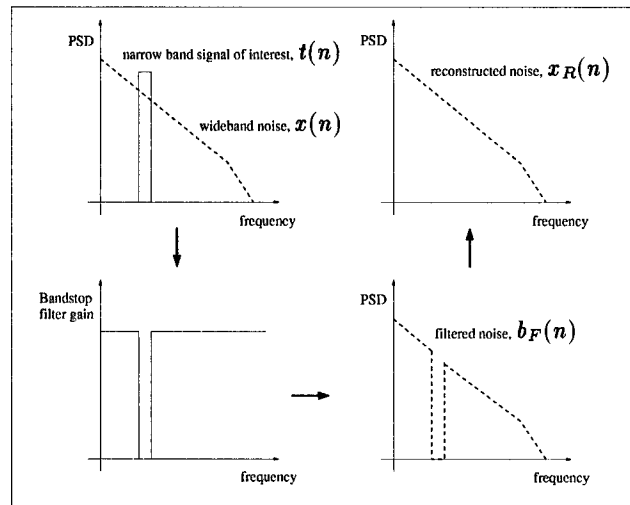 PSD
narrow band signal of interest, t(n)
wideband noise, x(n)
frequency
PSD
reconstructed noise, x_R(n)
frequency
Bandstop
filter gain
frequency
PSD
filtered noise, b_F(n)
frequency